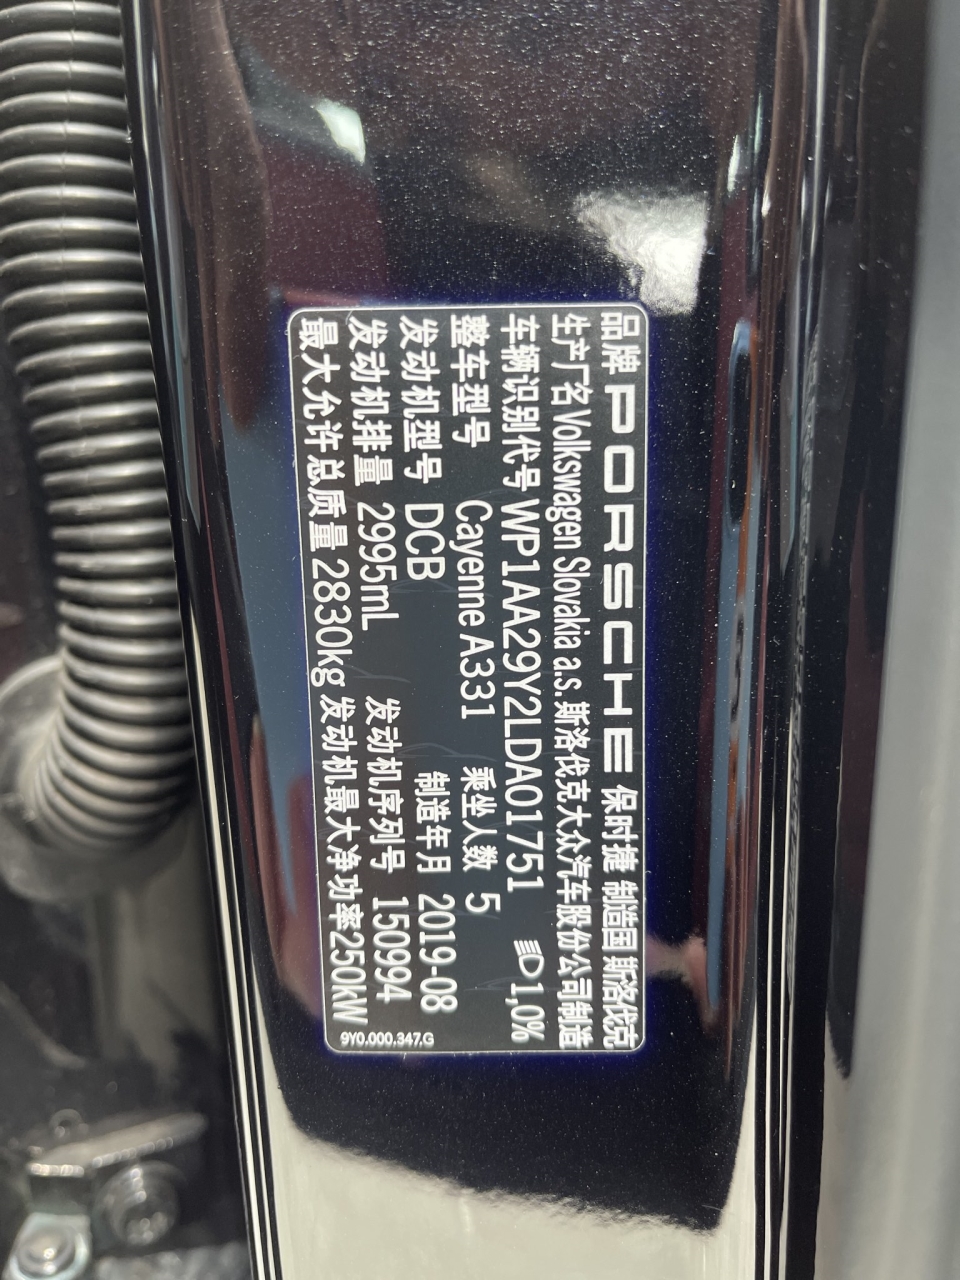 品牌 PORSCHE 保时捷 制造国 斯洛伐克
生产厂名 Volkswagen Slovakia a.s. 斯洛伐克大众汽车股份公司制造
车辆识别代号 WP1AA29Y2LDA01751 1,0%
整车型号 Cayenne A331 乘坐人数 5
发动机型号 DCB 制造年月 2019-08
发动机排量 2995mL 发动机序列号 150994
最大允许总质量 2830kg 发动机最大净功率250kW
9Y0.000.347.G